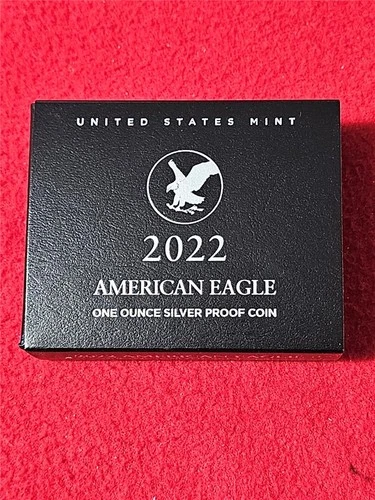 UNITED STATES MINT
2022
AMERICAN EAGLE
ONE OUNCE SILVER PROOF COIN